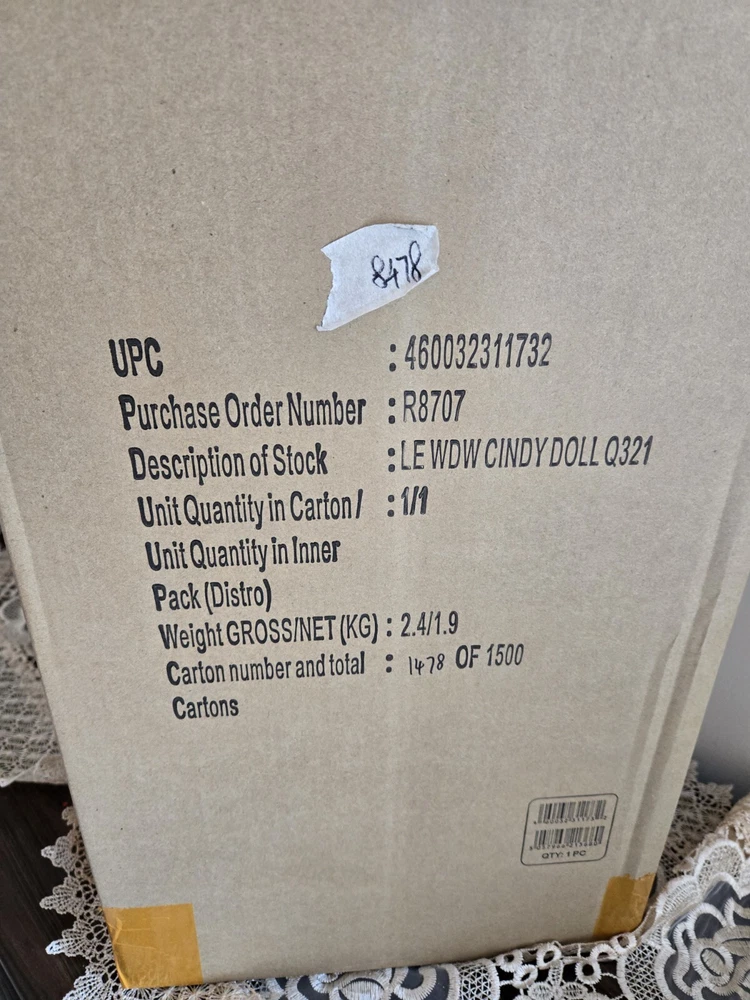 8478
UPC : 460032311732
Purchase Order Number : R8707
Description of Stock : LE WDW CINDY DOLL Q321
Unit Quantity in Carton / : 1/1
Unit Quantity in Inner
Pack (Distro)
Weight GROSS/NET (KG) : 2.4/1.9
Carton number and total : 1478 OF 1500
Cartons
QTY: 1 PC